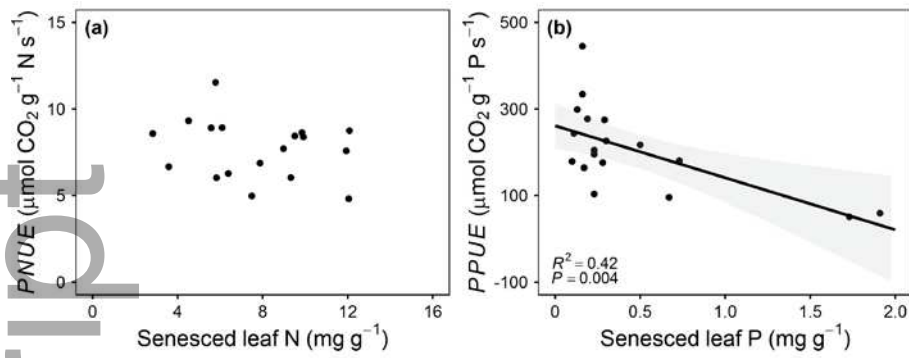 (a)
15
10
5
0
PNUE (μmol CO₂ g⁻¹ N s⁻¹)
0 4 8 12 16
Senesced leaf N (mg g⁻¹)
(b)
500
300
100
-100
PPUE (μmol CO₂ g⁻¹ P s⁻¹)
R² = 0.42
P = 0.004
0 0.5 1.0 1.5 2.0
Senesced leaf P (mg g⁻¹)
ipt